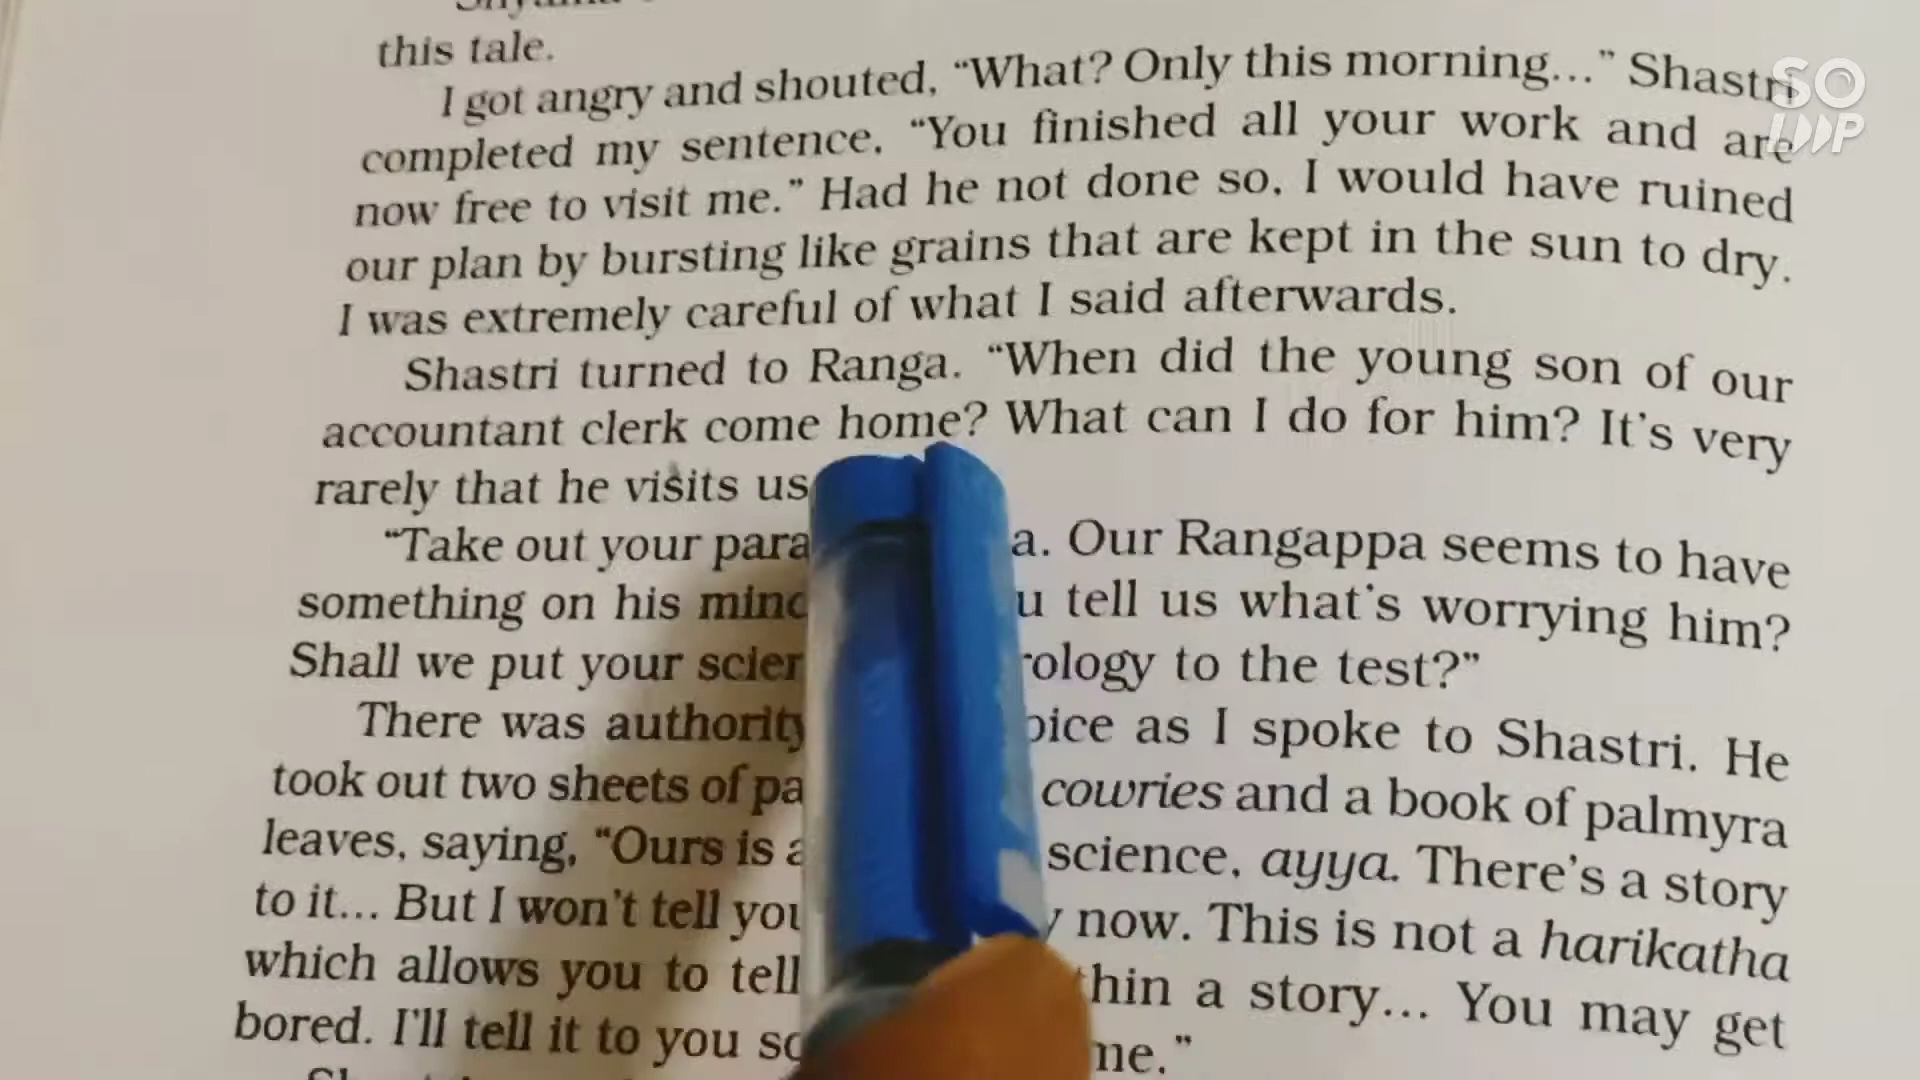 this tale.
I got angry and shouted, “What? Only this morning...” Shastri
completed my sentence, “You finished all your work and are
now free to visit me.” Had he not done so, I would have ruined
our plan by bursting like grains that are kept in the sun to dry.
I was extremely careful of what I said afterwards.
Shastri turned to Ranga. “When did the young son of our
accountant clerk come home? What can I do for him? It’s very
rarely that he visits us
“Take out your para a. Our Rangappa seems to have
something on his mind u tell us what’s worrying him?
Shall we put your scien rology to the test?”
There was authority oice as I spoke to Shastri. He
took out two sheets of pa cowries and a book of palmyra
leaves, saying, “Ours is a science, ayya. There’s a story
to it... But I won’t tell you y now. This is not a harikatha
which allows you to tell thin a story... You may get
bored. I’ll tell it to you so me.”
SO
LOOP